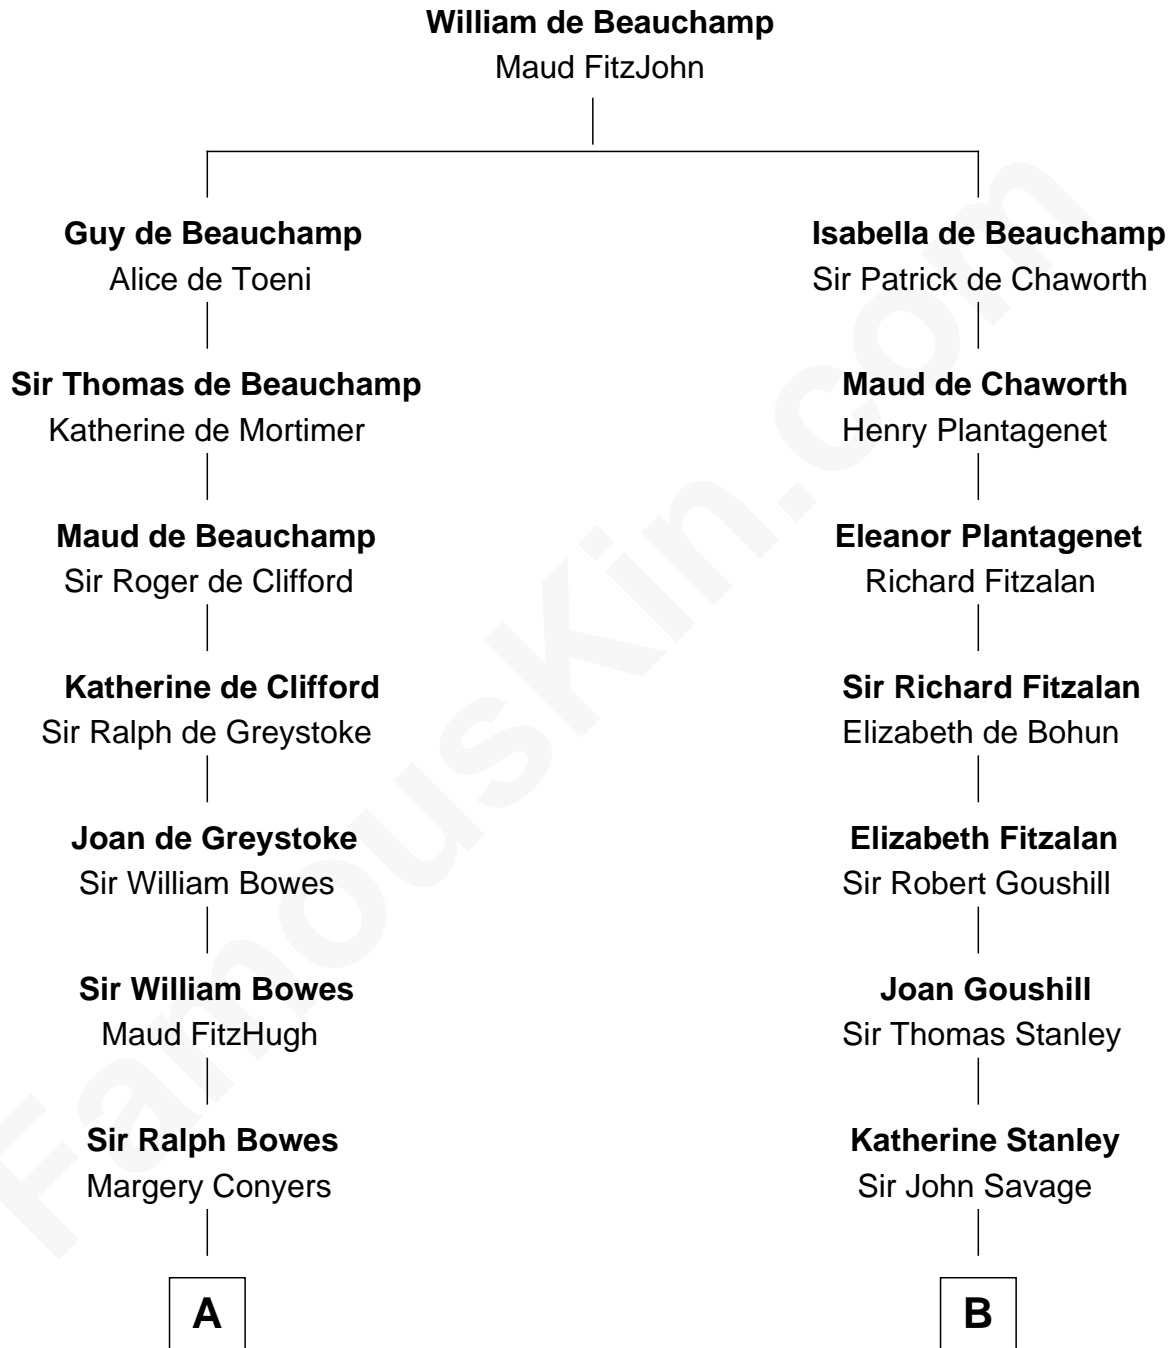 William de Beauchamp
Maud FitzJohn
Guy de Beauchamp
Alice de Toeni
Isabella de Beauchamp
Sir Patrick de Chaworth
Sir Thomas de Beauchamp
Katherine de Mortimer
Maud de Chaworth
Henry Plantagenet
Maud de Beauchamp
Sir Roger de Clifford
Eleanor Plantagenet
Richard Fitzalan
Katherine de Clifford
Sir Ralph de Greystoke
Sir Richard Fitzalan
Elizabeth de Bohun
Joan de Greystoke
Sir William Bowes
Elizabeth Fitzalan
Sir Robert Goushill
Sir William Bowes
Maud FitzHugh
Joan Goushill
Sir Thomas Stanley
Sir Ralph Bowes
Margery Conyers
Katherine Stanley
Sir John Savage
A
B
FamousKin.com